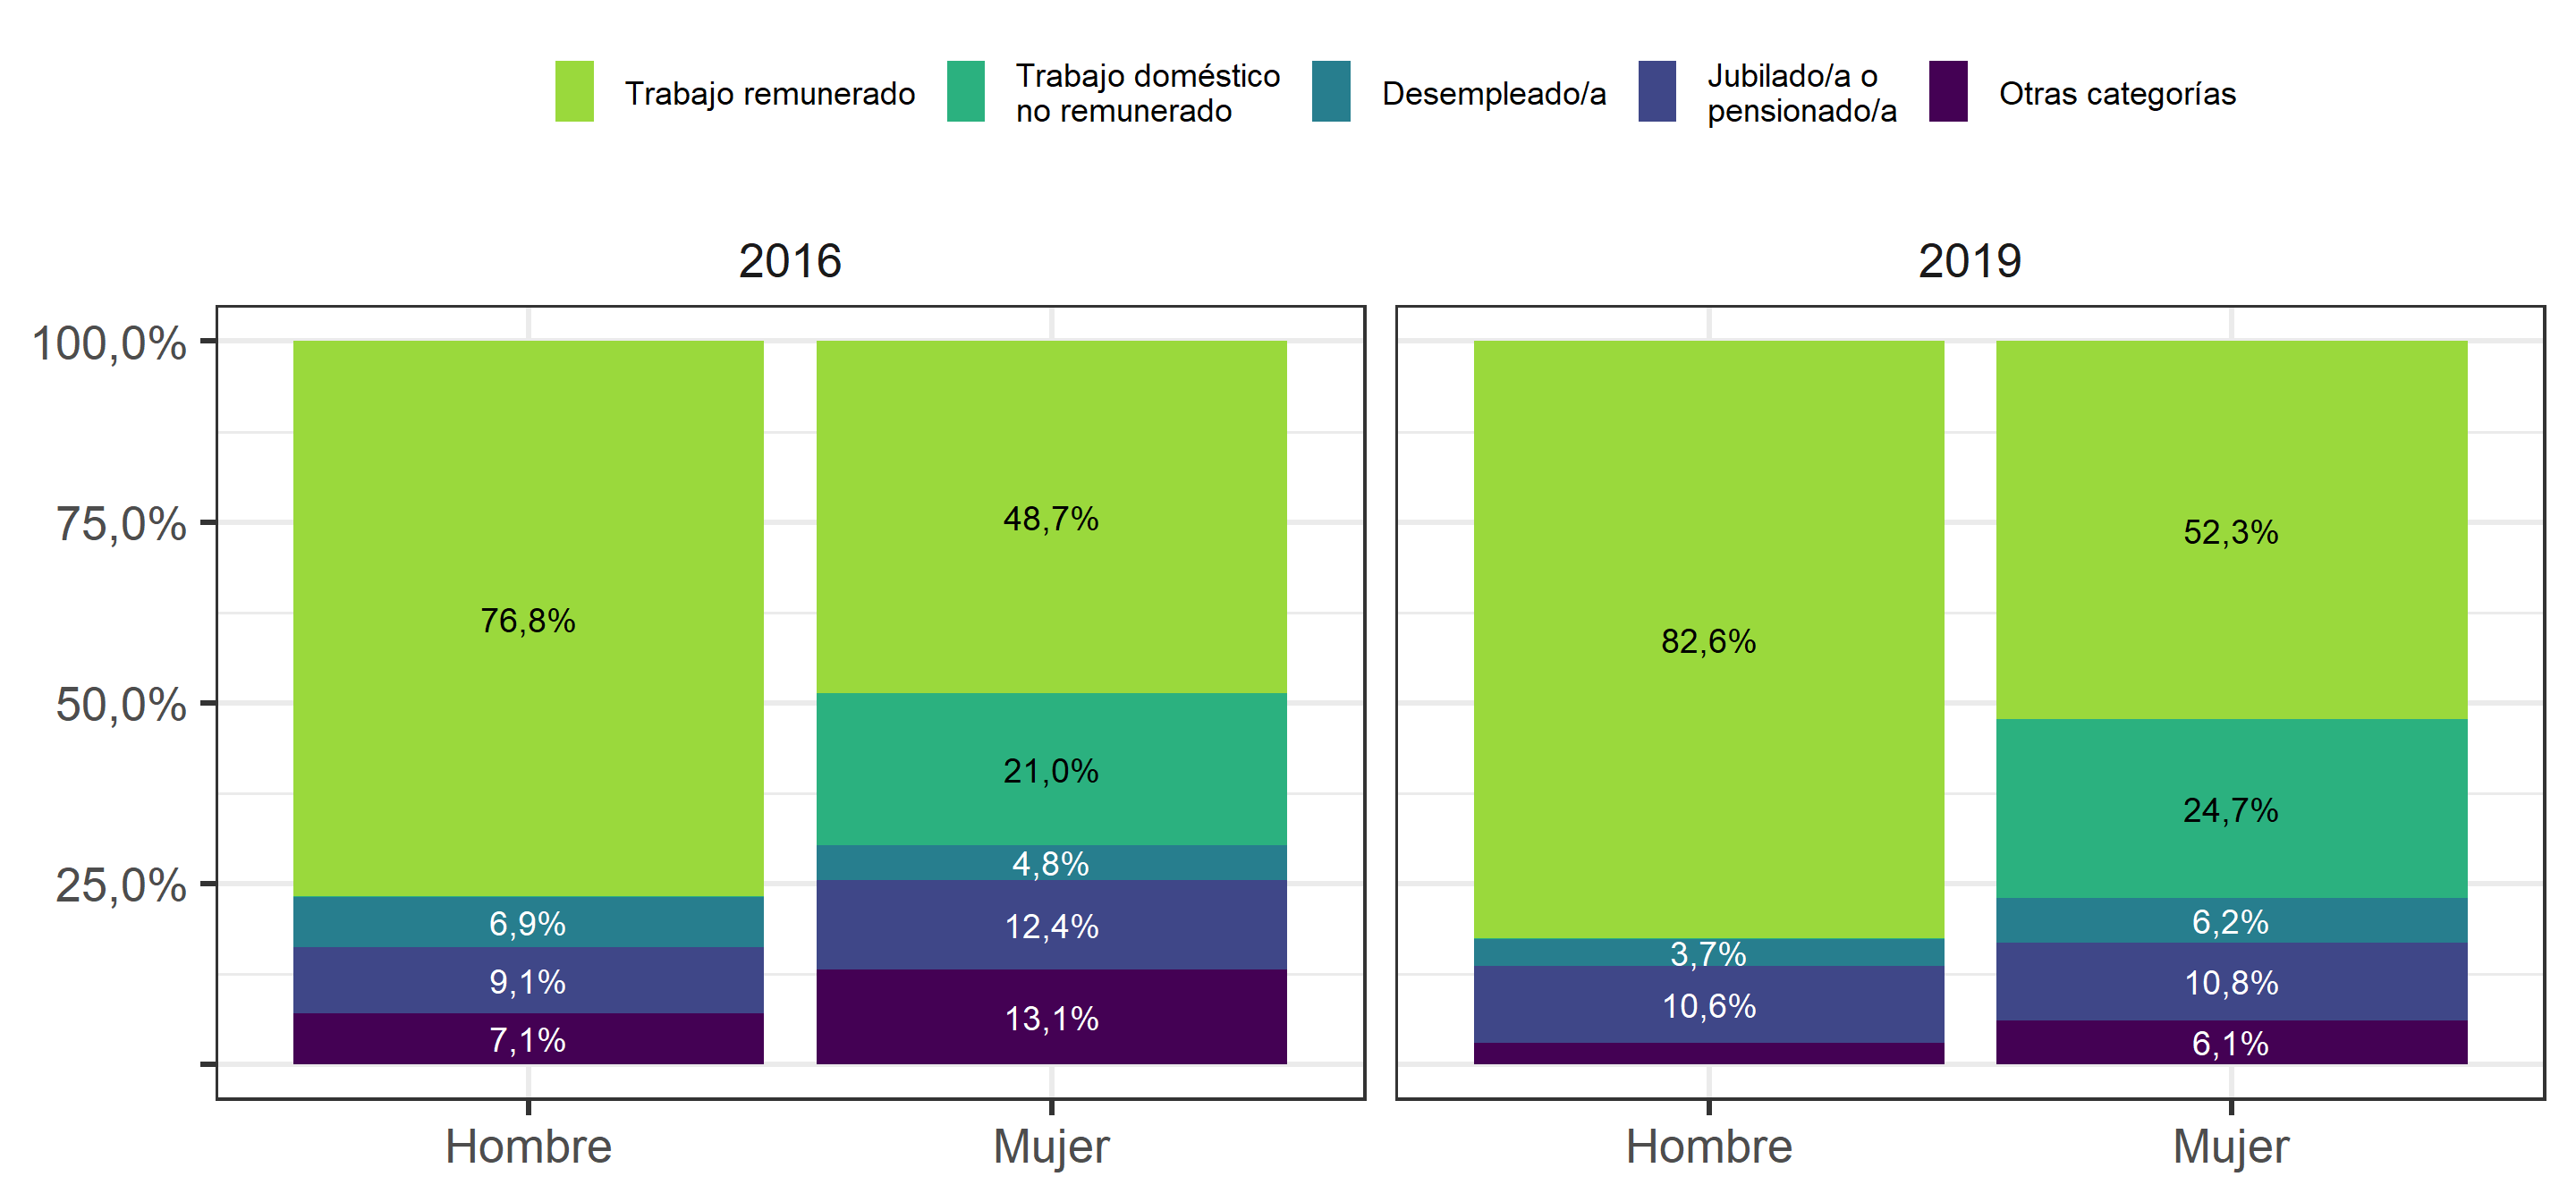 Trabajo remunerado
Trabajo doméstico
no remunerado
Desempleado/a
Jubilado/a o
pensionado/a
Otras categorías
2016
2019
100,0%
75,0%
50,0%
25,0%
76,8%
6,9%
9,1%
7,1%
48,7%
21,0%
4,8%
12,4%
13,1%
82,6%
3,7%
10,6%
52,3%
24,7%
6,2%
10,8%
6,1%
Hombre
Mujer
Hombre
Mujer